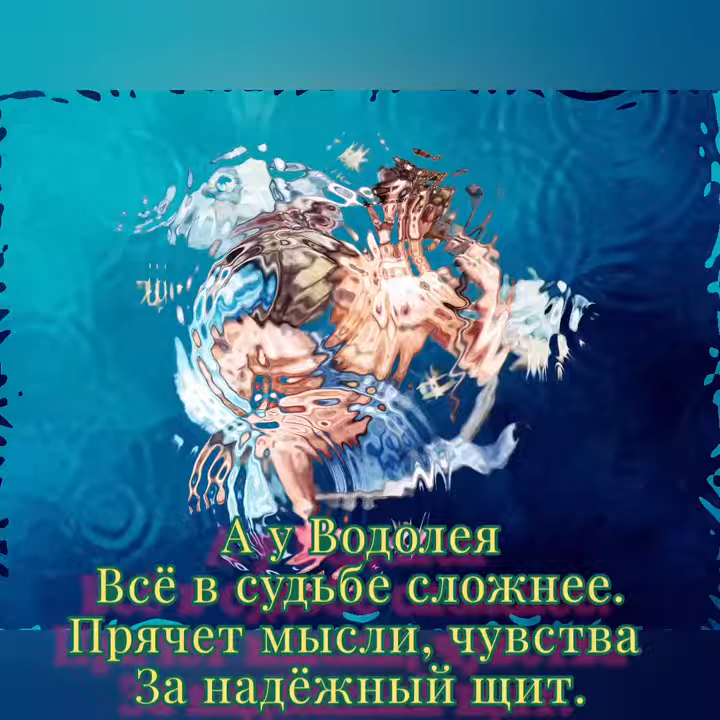 А у Водолея
Всё в судьбе сложнее.
Прячет мысли, чувства
За надёжный щит.